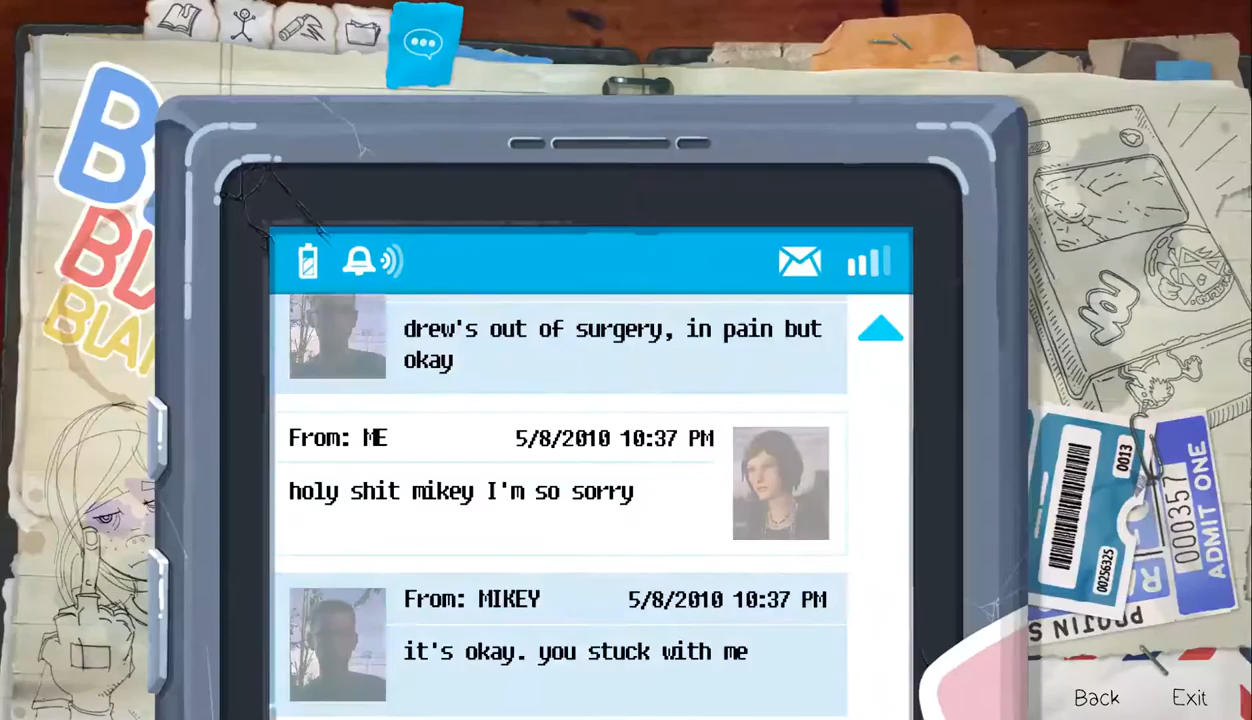 drew's out of surgery, in pain but
okay
From: ME 5/8/2010 10:37 PM
holy shit mikey I'm so sorry
From: MIKEY 5/8/2010 10:37 PM
it's okay. you stuck with me
no
0013
00256325
000357
ADMIT ONE
Back Exit